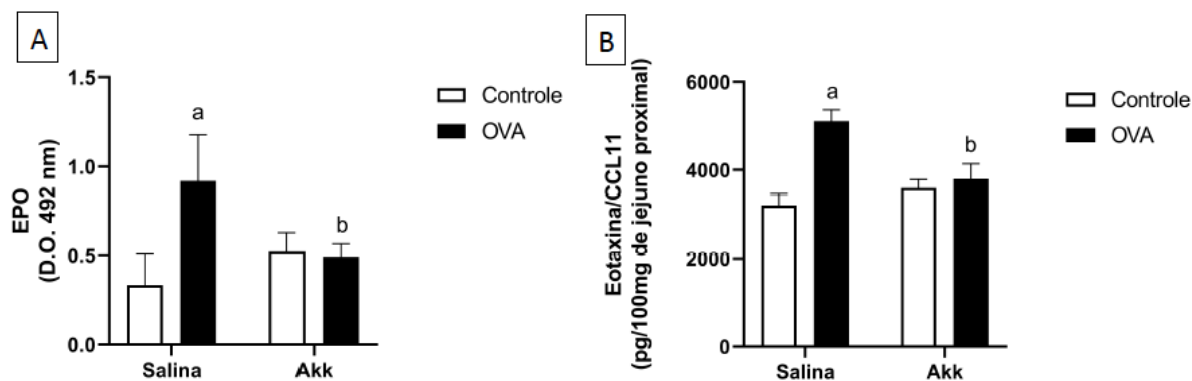 A
EPO
(D.O. 492 nm)
1.5
1.0
0.5
0.0
a
b
Salina
Akk
Controle
OVA
B
Eotaxina/CCL11
(pg/100mg de jejuno proximal)
6000
4000
2000
0
a
b
Salina
Akk
Controle
OVA